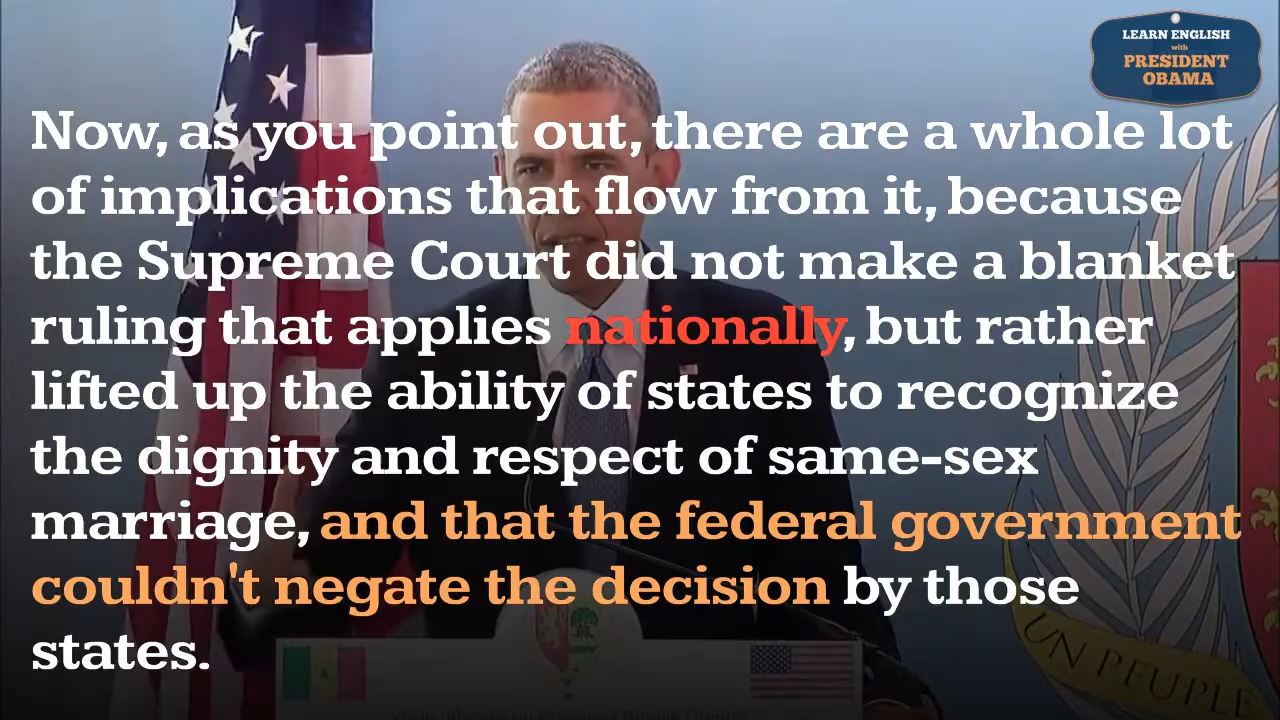 LEARN ENGLISH
with
PRESIDENT
OBAMA
Now, as you point out, there are a whole lot
of implications that flow from it, because
the Supreme Court did not make a blanket
ruling that applies nationally, but rather
lifted up the ability of states to recognize
the dignity and respect of same-sex
marriage, and that the federal government
couldn't negate the decision by those
states.
UN PEUPLE